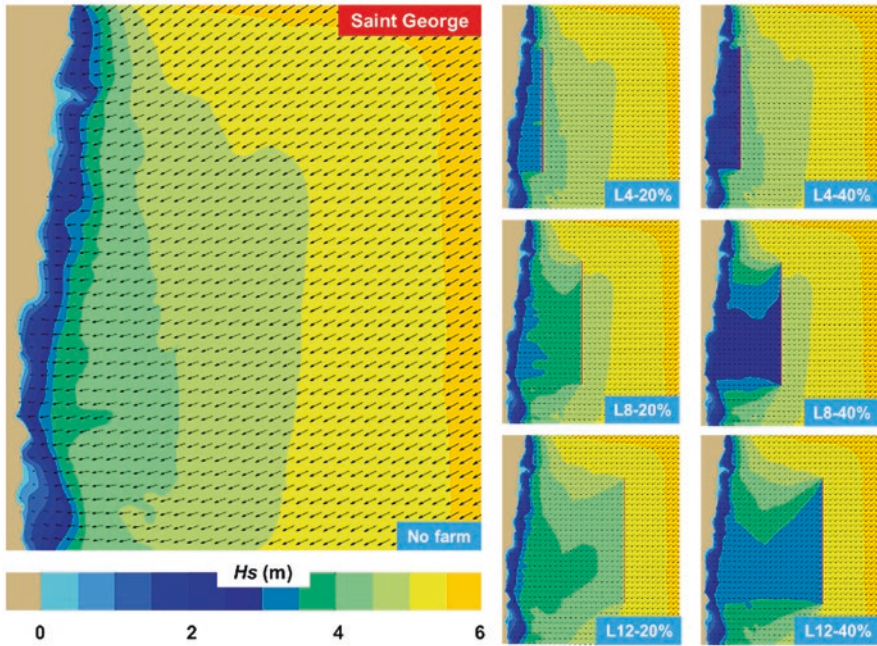 Saint George
No farm
Hs (m)
0 2 4 6
L4-20%
L4-40%
L8-20%
L8-40%
L12-20%
L12-40%